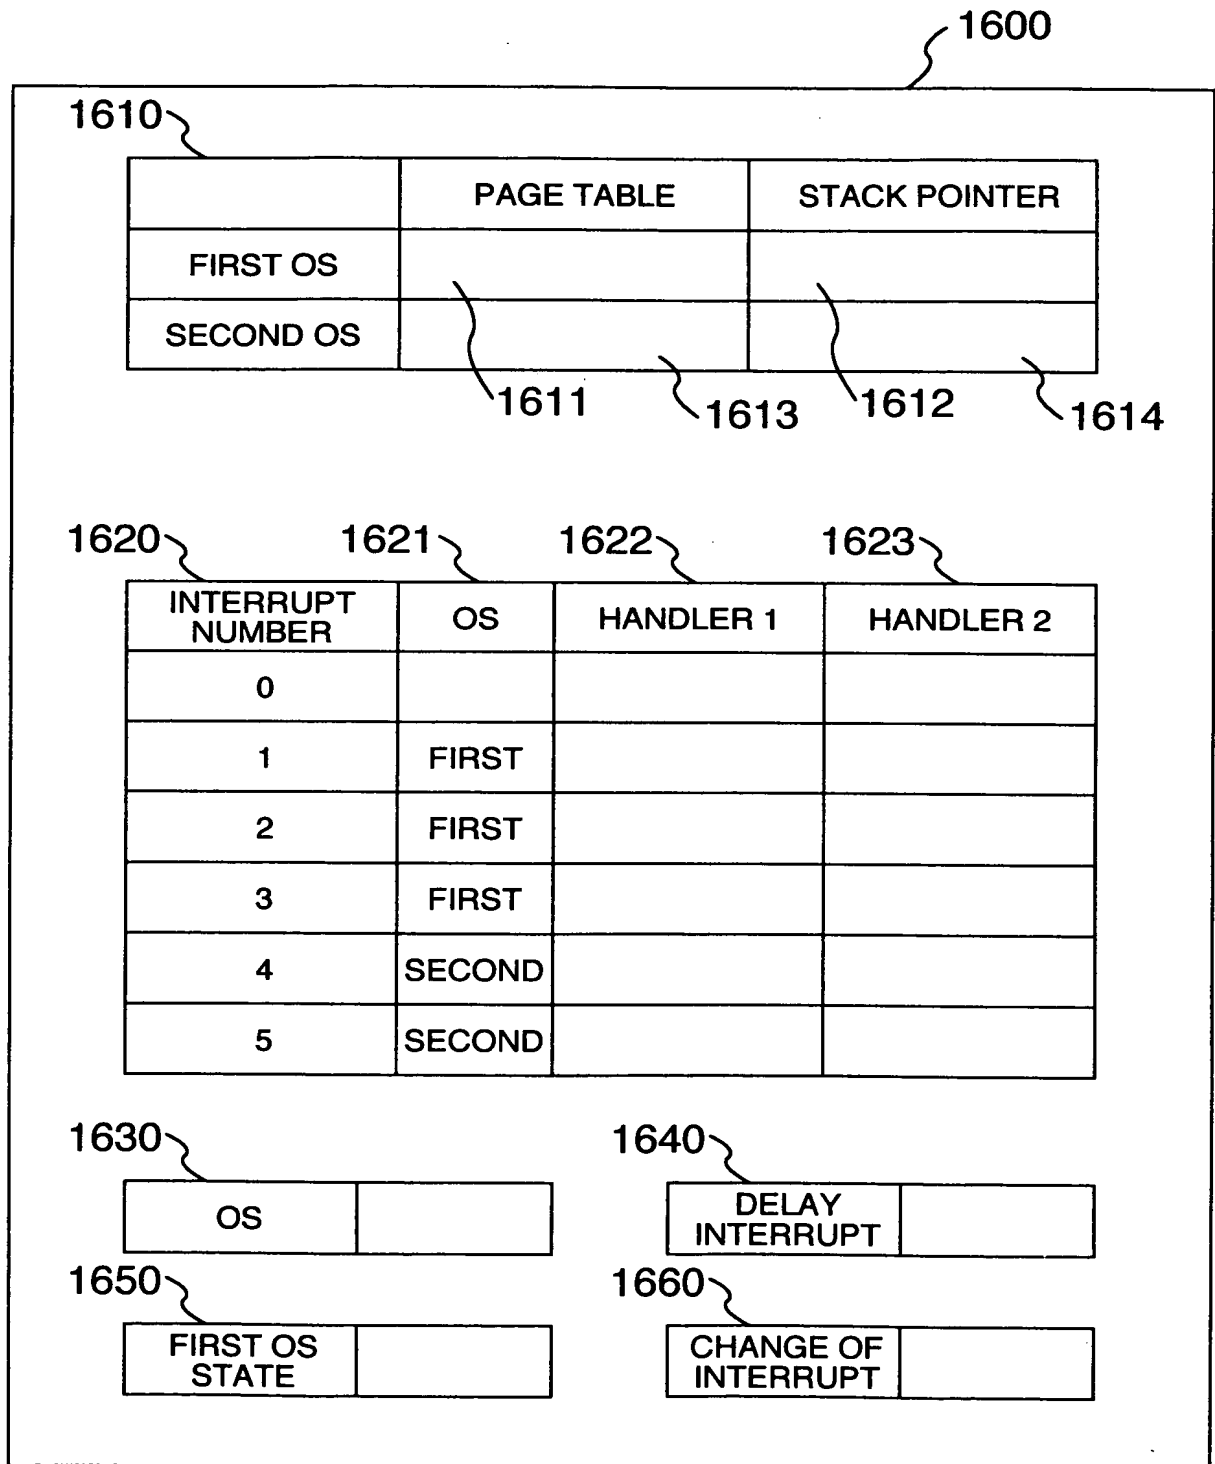 1600
1610
PAGE TABLE STACK POINTER
FIRST OS
SECOND OS
1611 1613 1612 1614
1620 1621 1622 1623
INTERRUPT
NUMBER OS HANDLER 1 HANDLER 2
0
1 FIRST
2 FIRST
3 FIRST
4 SECOND
5 SECOND
1630 1640
OS DELAY
INTERRUPT
1650 1660
FIRST OS
STATE CHANGE OF
INTERRUPT